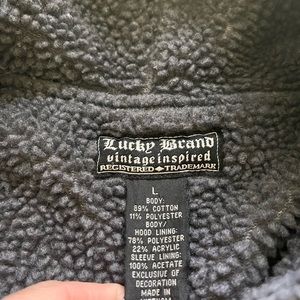 Lucky Brand
vintage inspired
REGISTERED TRADEMARK
L
BODY:
89% COTTON
11% POLYESTER
BODY/
HOOD LINING:
78% POLYESTER
22% ACRYLIC
SLEEVE LINING:
100% ACETATE
EXCLUSIVE OF
DECORATION
MADE IN